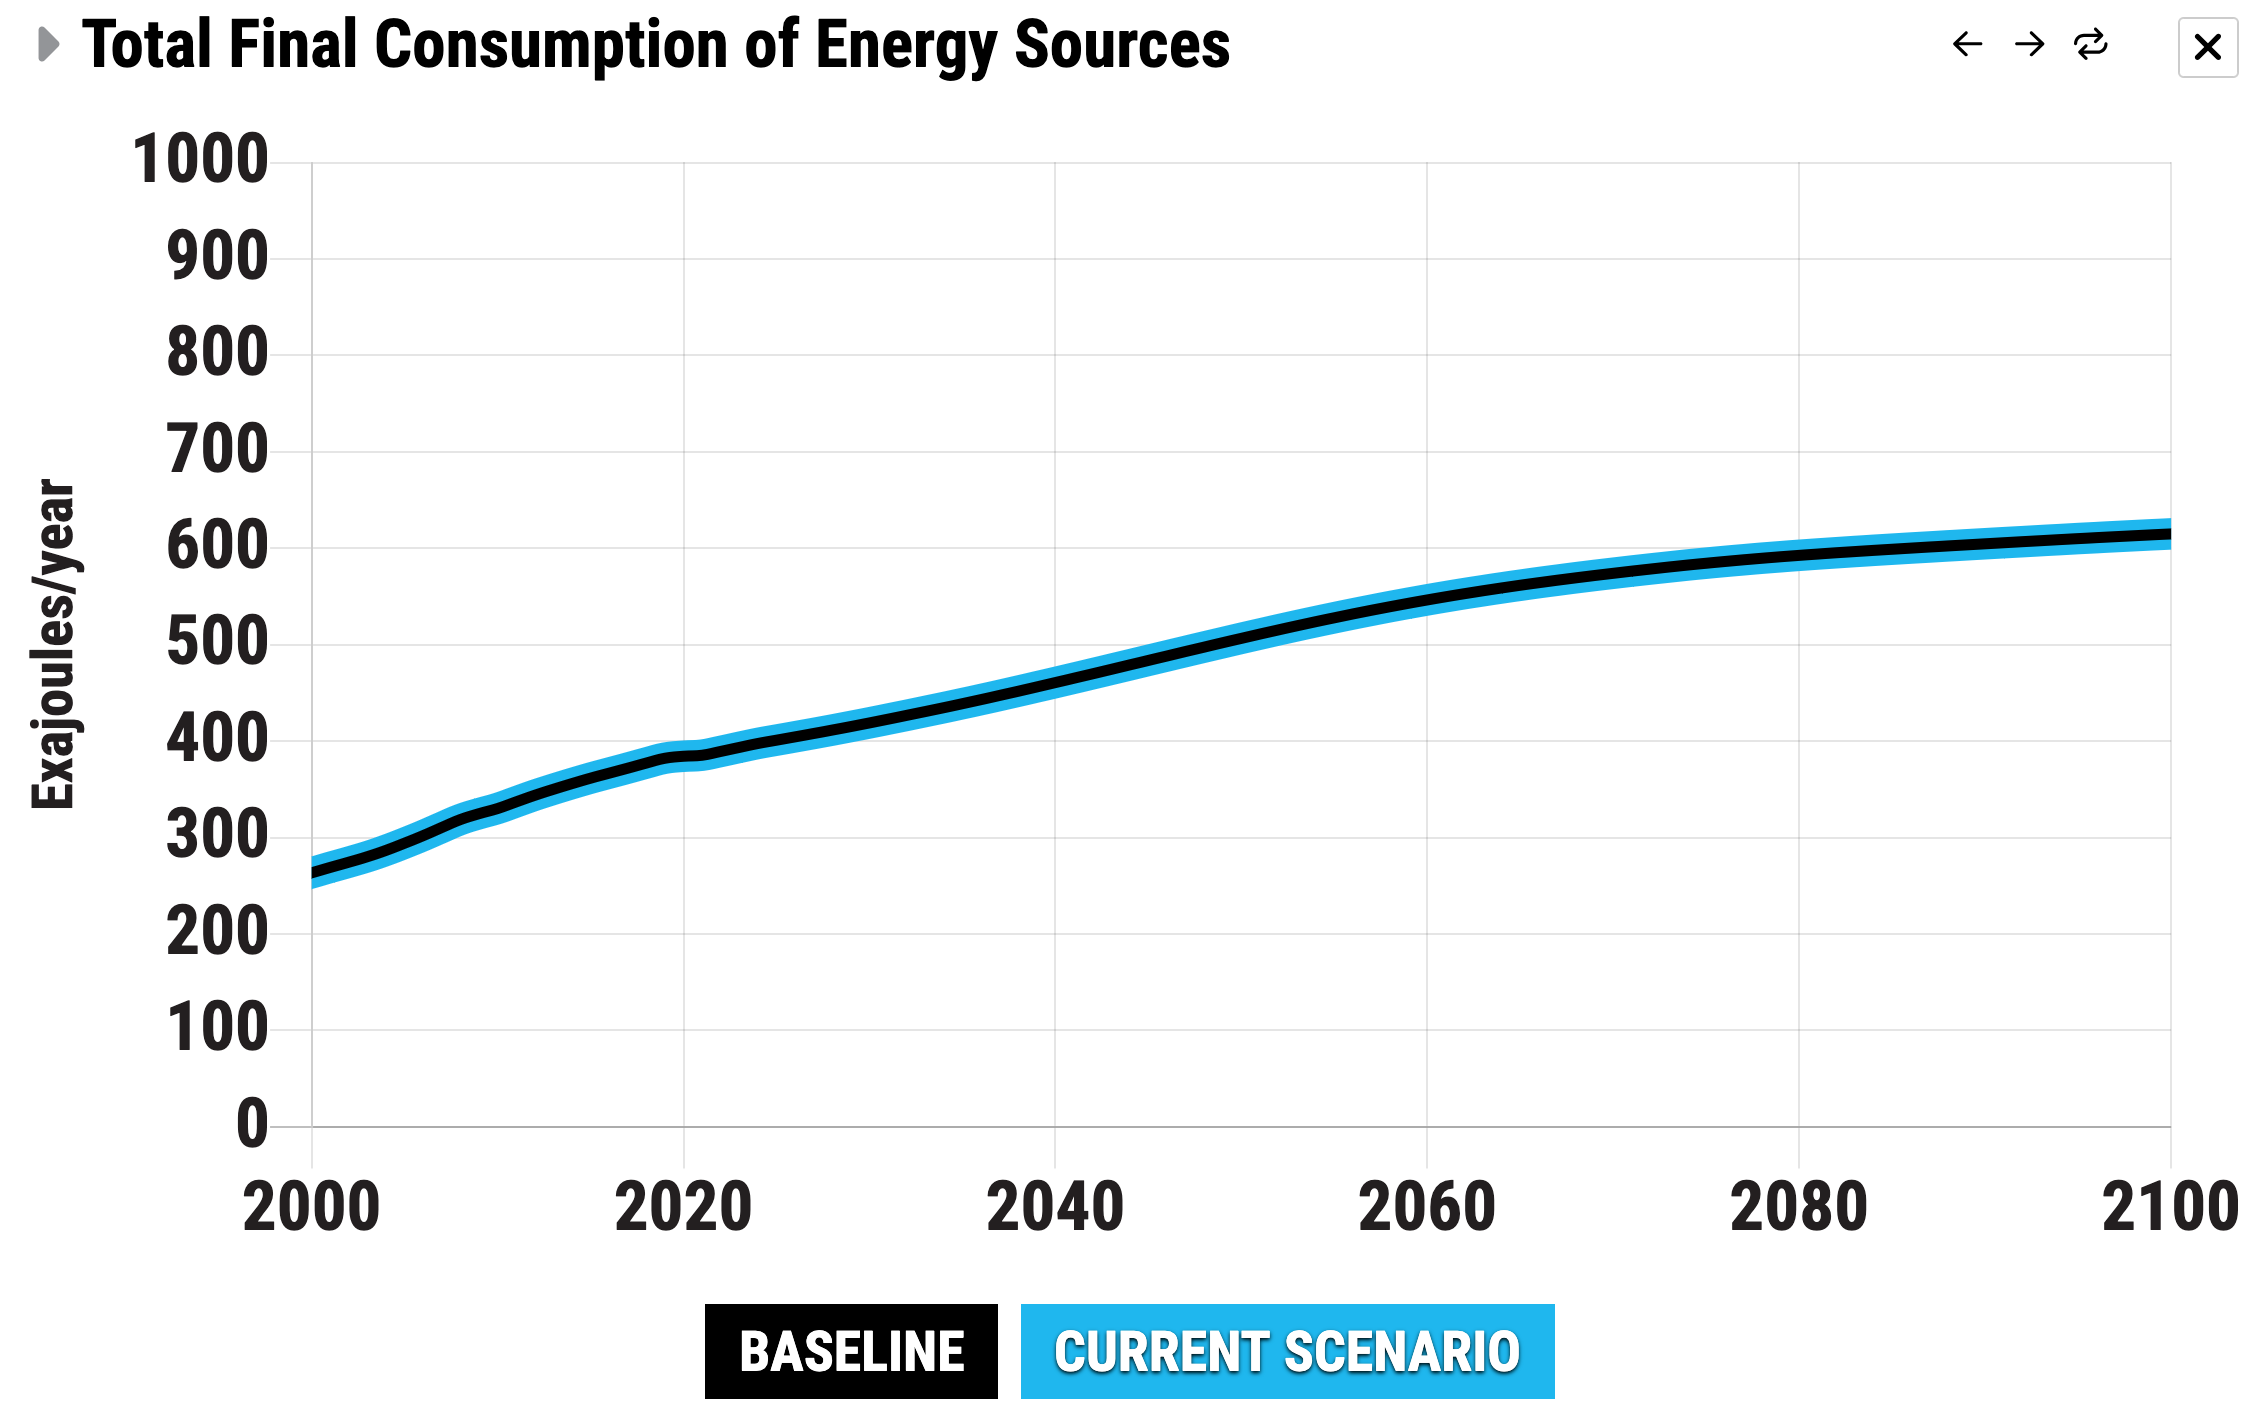 Total Final Consumption of Energy Sources
Exajoules/year
1000
900
800
700
600
500
400
300
200
100
0
2000 2020 2040 2060 2080 2100
BASELINE CURRENT SCENARIO